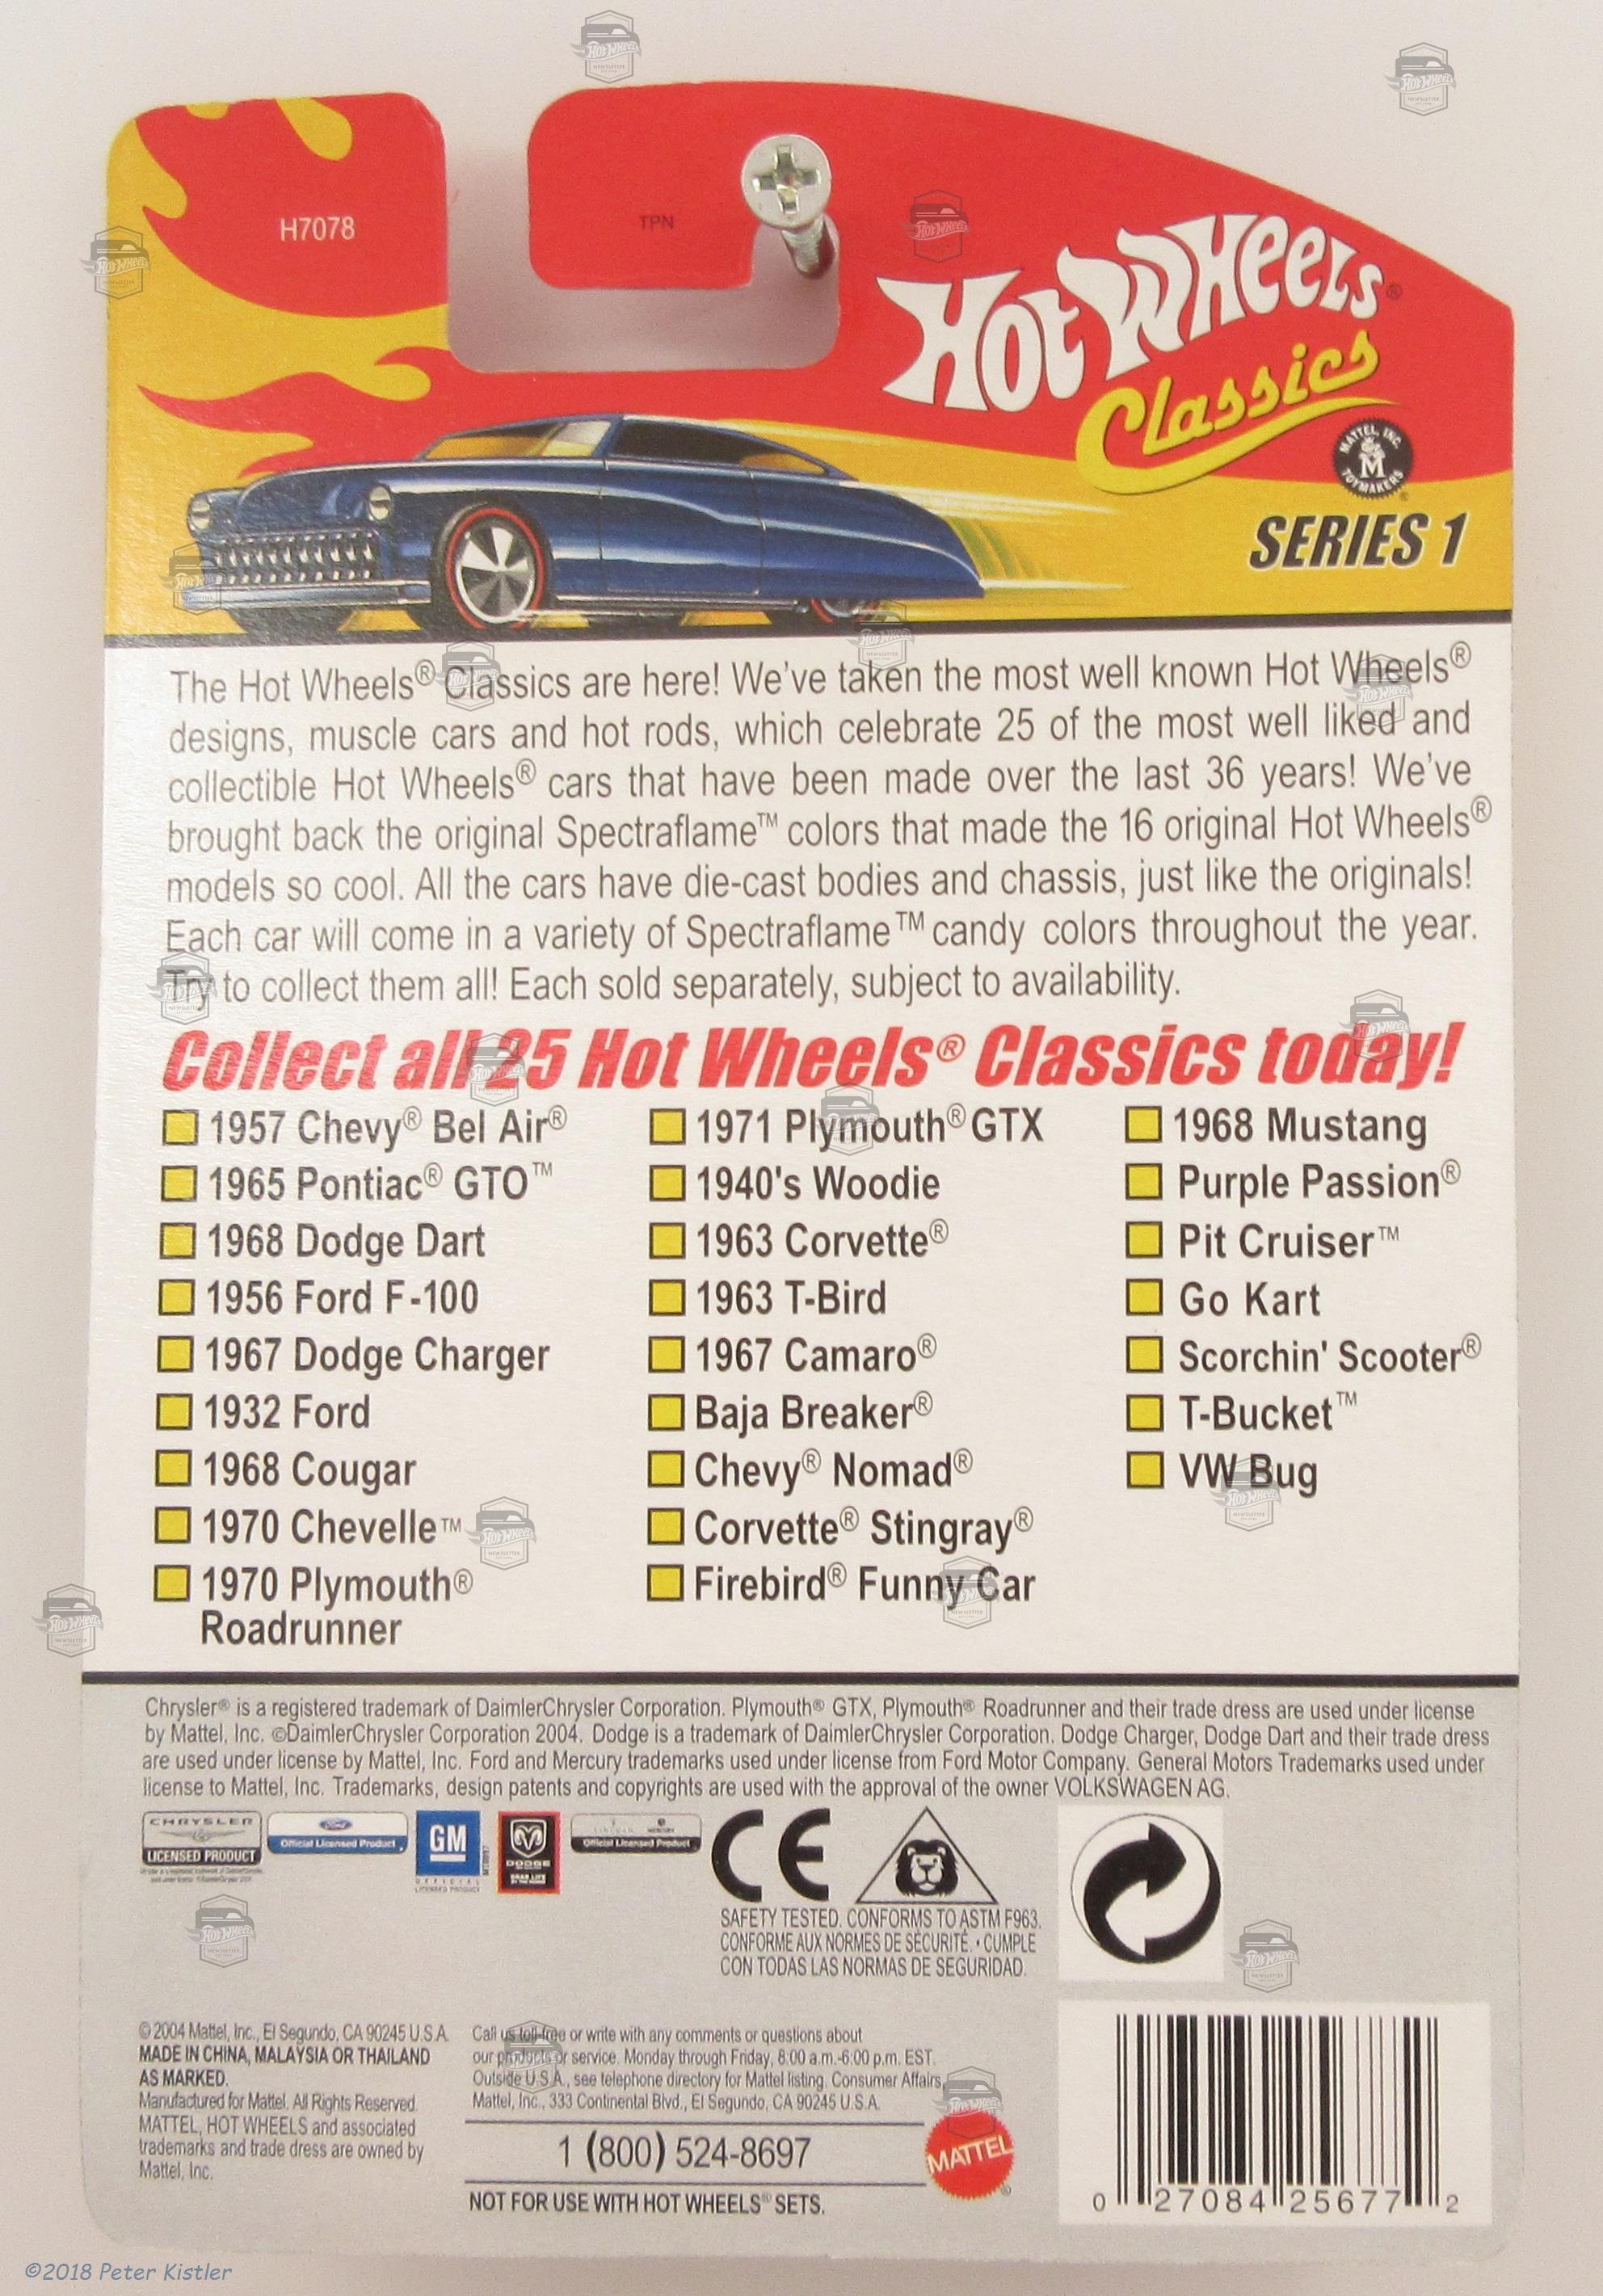 H7078
TPN
Hot Wheels®
Classics
MATTEL, INC.
M
TOYMAKERS
®
SERIES 1
The Hot Wheels® Classics are here! We've taken the most well known Hot Wheels®
designs, muscle cars and hot rods, which celebrate 25 of the most well liked and
collectible Hot Wheels® cars that have been made over the last 36 years! We've
brought back the original Spectraflame™ colors that made the 16 original Hot Wheels®
models so cool. All the cars have die-cast bodies and chassis, just like the originals!
Each car will come in a variety of Spectraflame™ candy colors throughout the year.
Try to collect them all! Each sold separately, subject to availability.
Collect all 25 Hot Wheels® Classics today!
1957 Chevy® Bel Air®
1965 Pontiac® GTO™
1968 Dodge Dart
1956 Ford F-100
1967 Dodge Charger
1932 Ford
1968 Cougar
1970 Chevelle™
1970 Plymouth®
Roadrunner
1971 Plymouth® GTX
1940's Woodie
1963 Corvette®
1963 T-Bird
1967 Camaro®
Baja Breaker®
Chevy® Nomad®
Corvette® Stingray®
Firebird® Funny Car
1968 Mustang
Purple Passion®
Pit Cruiser™
Go Kart
Scorchin' Scooter®
T-Bucket™
VW Bug
Chrysler® is a registered trademark of DaimlerChrysler Corporation. Plymouth® GTX, Plymouth® Roadrunner and their trade dress are used under license
by Mattel, Inc. ©DaimlerChrysler Corporation 2004. Dodge is a trademark of DaimlerChrysler Corporation. Dodge Charger, Dodge Dart and their trade dress
are used under license by Mattel, Inc. Ford and Mercury trademarks used under license from Ford Motor Company. General Motors Trademarks used under
license to Mattel, Inc. Trademarks, design patents and copyrights are used with the approval of the owner VOLKSWAGEN AG.
CHRYSLER
LICENSED PRODUCT
Ford
Official Licensed Product
GM
OFFICIAL
LICENSED PRODUCT
DODGE
GRAB LIFE
BY THE HORNS
LINCOLN MERCURY
Official Licensed Product
CE
SAFETY TESTED. CONFORMS TO ASTM F963.
CONFORME AUX NORMES DE SÉCURITÉ. • CUMPLE
CON TODAS LAS NORMAS DE SEGURIDAD.
© 2004 Mattel, Inc., El Segundo, CA 90245 U.S.A.
MADE IN CHINA, MALAYSIA OR THAILAND
AS MARKED.
Manufactured for Mattel. All Rights Reserved.
MATTEL, HOT WHEELS and associated
trademarks and trade dress are owned by
Mattel, Inc.
Call us toll-free or write with any comments or questions about
our products or service. Monday through Friday, 8:00 a.m.-6:00 p.m. EST.
Outside U.S.A., see telephone directory for Mattel listing. Consumer Affairs,
Mattel, Inc., 333 Continental Blvd., El Segundo, CA 90245 U.S.A.
1 (800) 524-8697
NOT FOR USE WITH HOT WHEELS® SETS.
MATTEL
®
0 27084 25677 2
©2018 Peter Kistler